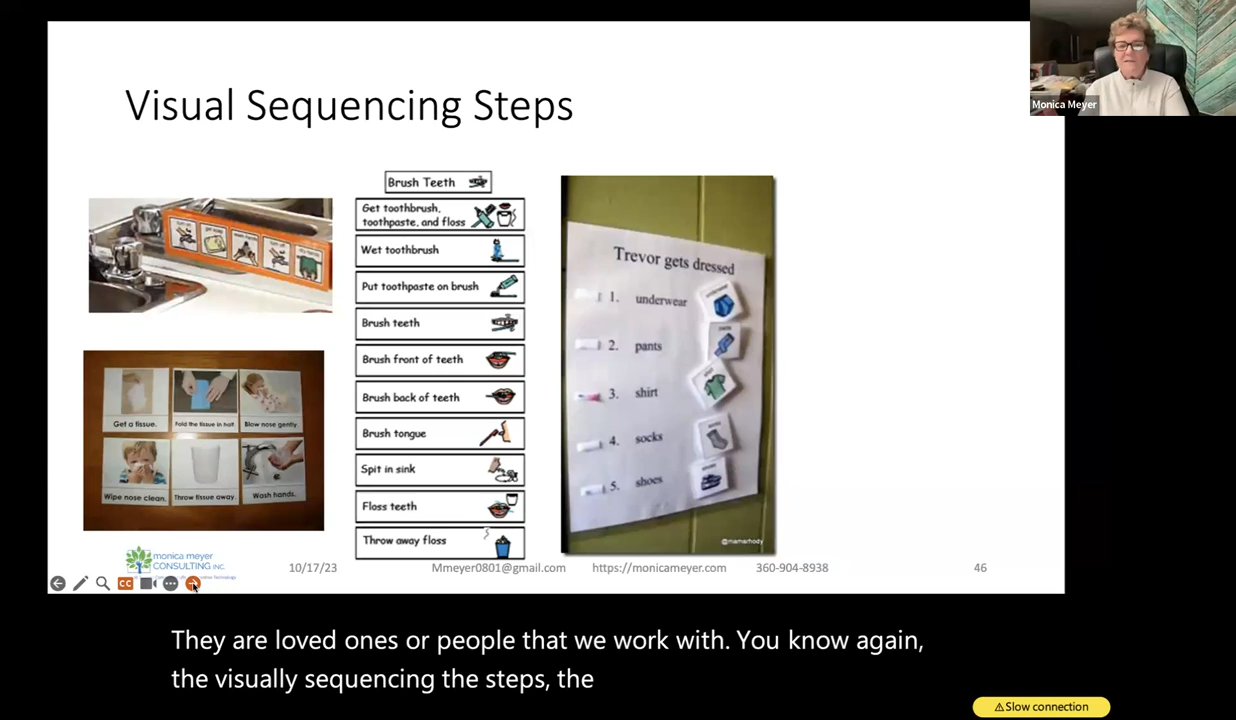 Monica Meyer
Visual Sequencing Steps
Brush Teeth
Get toothbrush,
toothpaste, and floss
Wet toothbrush
Put toothpaste on brush
Brush teeth
Brush front of teeth
Brush back of teeth
Brush tongue
Spit in sink
Floss teeth
Throw away floss
Get a tissue.
Fold the tissue in half.
Blow nose gently.
Wipe nose clean.
Throw tissue away.
Wash hands.
Trevor gets dressed
1. underwear
2. pants
3. shirt
4. socks
5. shoes
@mamarhody
monica meyer
CONSULTING INC.
10/17/23
Mmeyer0801@gmail.com
https://monicameyer.com
360-904-8938
46
CC
They are loved ones or people that we work with. You know again,
the visually sequencing the steps, the
Slow connection